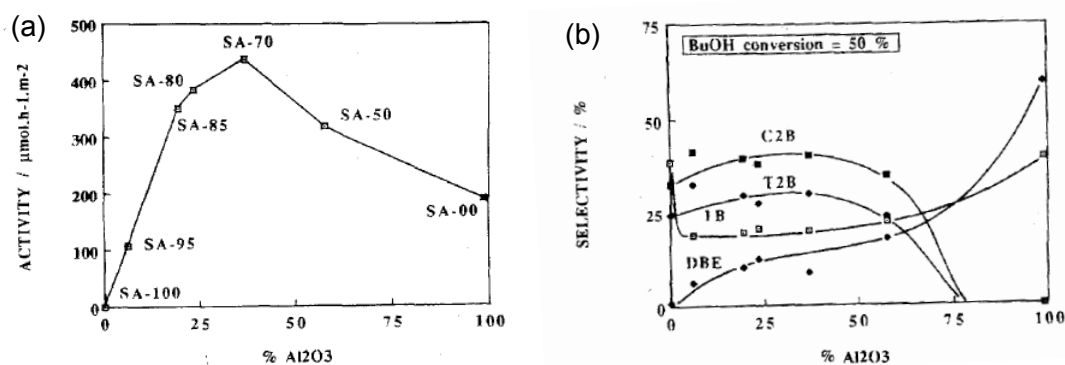 (a)
ACTIVITY / µmol.h-1.m-2
500
400
300
200
100
0
SA-70
SA-80
SA-85
SA-50
SA-00
SA-95
SA-100
0 25 50 75 100
% Al2O3
(b)
SELECTIVITY / %
75
50
25
0
BuOH conversion = 50 %
C2B
T2B
1B
DBE
0 25 50 75 100
% Al2O3